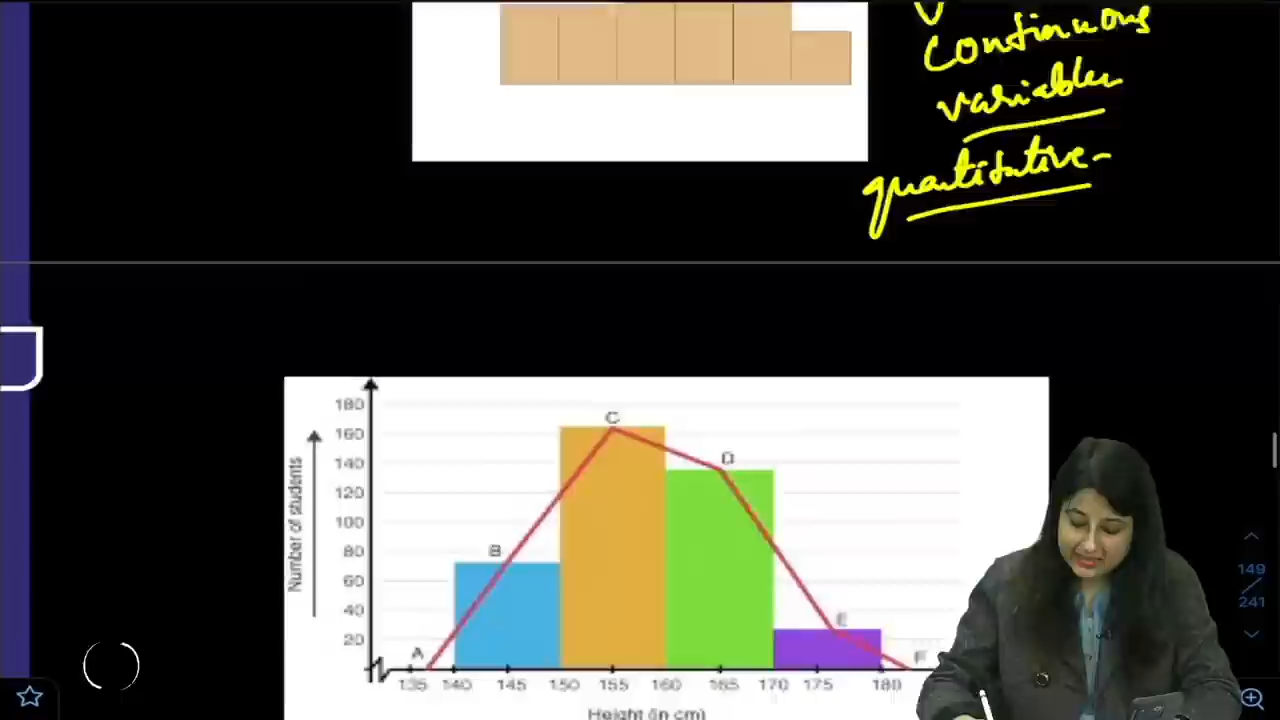 continuous
variables
quantitative-
180
160
140
120
100
80
60
40
20
Number of students
A
B
C
D
E
F
135 140 145 150 155 160 165 170 175 180
Height (in cm)
149
241